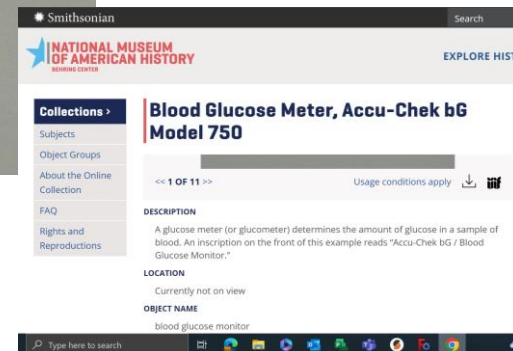 Smithsonian
Search
NATIONAL MUSEUM
OF AMERICAN HISTORY
BEHRING CENTER
EXPLORE HIST
Collections >
Subjects
Object Groups
About the Online
Collection
FAQ
Rights and
Reproductions
Blood Glucose Meter, Accu-Chek bG
Model 750
<< 1 OF 11 >>
Usage conditions apply
iiif
DESCRIPTION
A glucose meter (or glucometer) determines the amount of glucose in a sample of
blood. An inscription on the front of this example reads “Accu-Chek bG / Blood
Glucose Monitor.”
LOCATION
Currently not on view
OBJECT NAME
blood glucose monitor
Type here to search